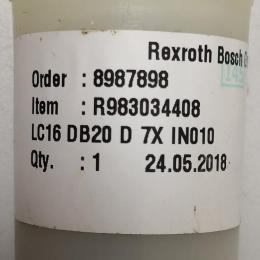 Rexroth Bosch
Order : 8987898
Item : R983034408
LC16 DB20 D 7X IN010
Qty. : 1 24.05.2018